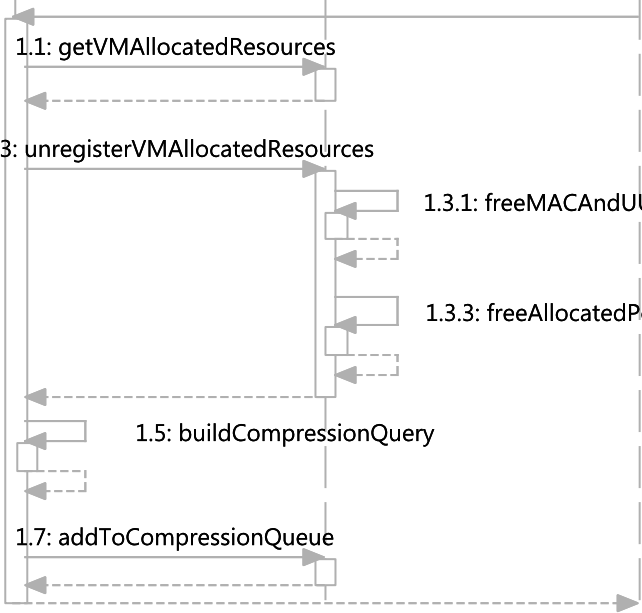 1.1: getVMAllocatedResources
3: unregisterVMAllocatedResources
1.3.1: freeMACAndU
1.3.3: freeAllocatedP
1.5: buildCompressionQuery
1.7: addToCompressionQueue